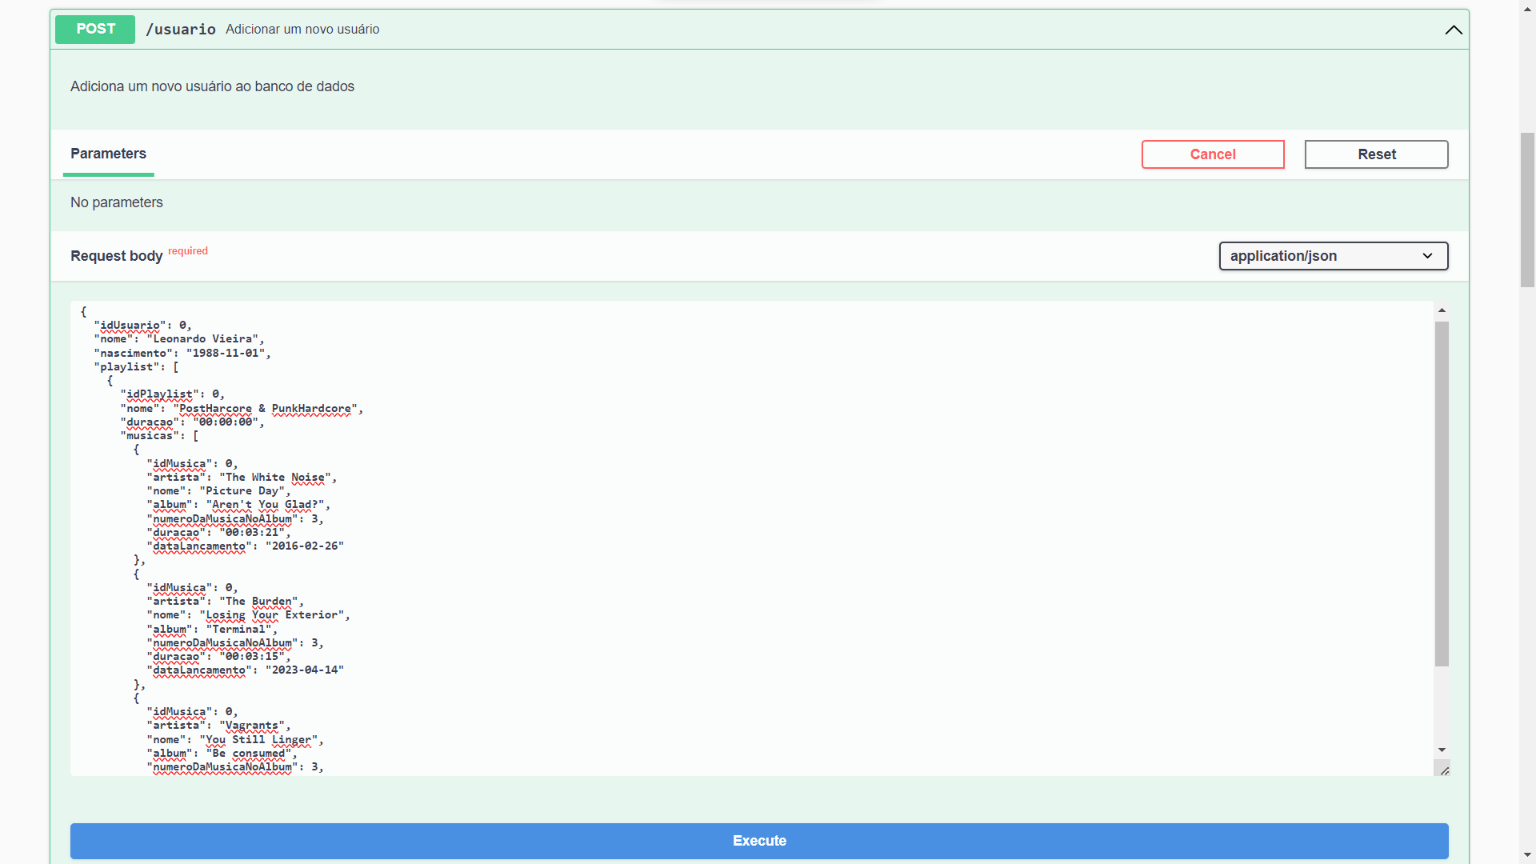 POST /usuario Adicionar um novo usuário
Adiciona um novo usuário ao banco de dados
Parameters
Cancel
Reset
No parameters
Request body required
application/json
{
"idUsuario": 0,
"nome": "Leonardo Vieira",
"nascimento": "1988-11-01",
"playlist": [
{
"idPlaylist": 0,
"nome": "PostHarcore & PunkHardcore",
"duracao": "00:00:00",
"musicas": [
{
"idMusica": 0,
"artista": "The White Noise",
"nome": "Picture Day",
"album": "Aren't You Glad?",
"numeroDaMusicaNoAlbum": 3,
"duracao": "00:03:21",
"dataLancamento": "2016-02-26"
},
{
"idMusica": 0,
"artista": "The Burden",
"nome": "Losing Your Exterior",
"album": "Terminal",
"numeroDaMusicaNoAlbum": 3,
"duracao": "00:03:15",
"dataLancamento": "2023-04-14"
},
{
"idMusica": 0,
"artista": "Vagrants",
"nome": "You Still Linger",
"album": "Be consumed",
"numeroDaMusicaNoAlbum": 3,
Execute